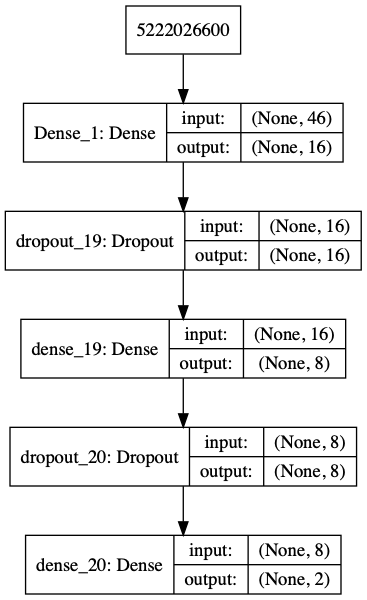 5222026600
Dense_1: Dense
input: (None, 46)
output: (None, 16)
dropout_19: Dropout
input: (None, 16)
output: (None, 16)
dense_19: Dense
input: (None, 16)
output: (None, 8)
dropout_20: Dropout
input: (None, 8)
output: (None, 8)
dense_20: Dense
input: (None, 8)
output: (None, 2)